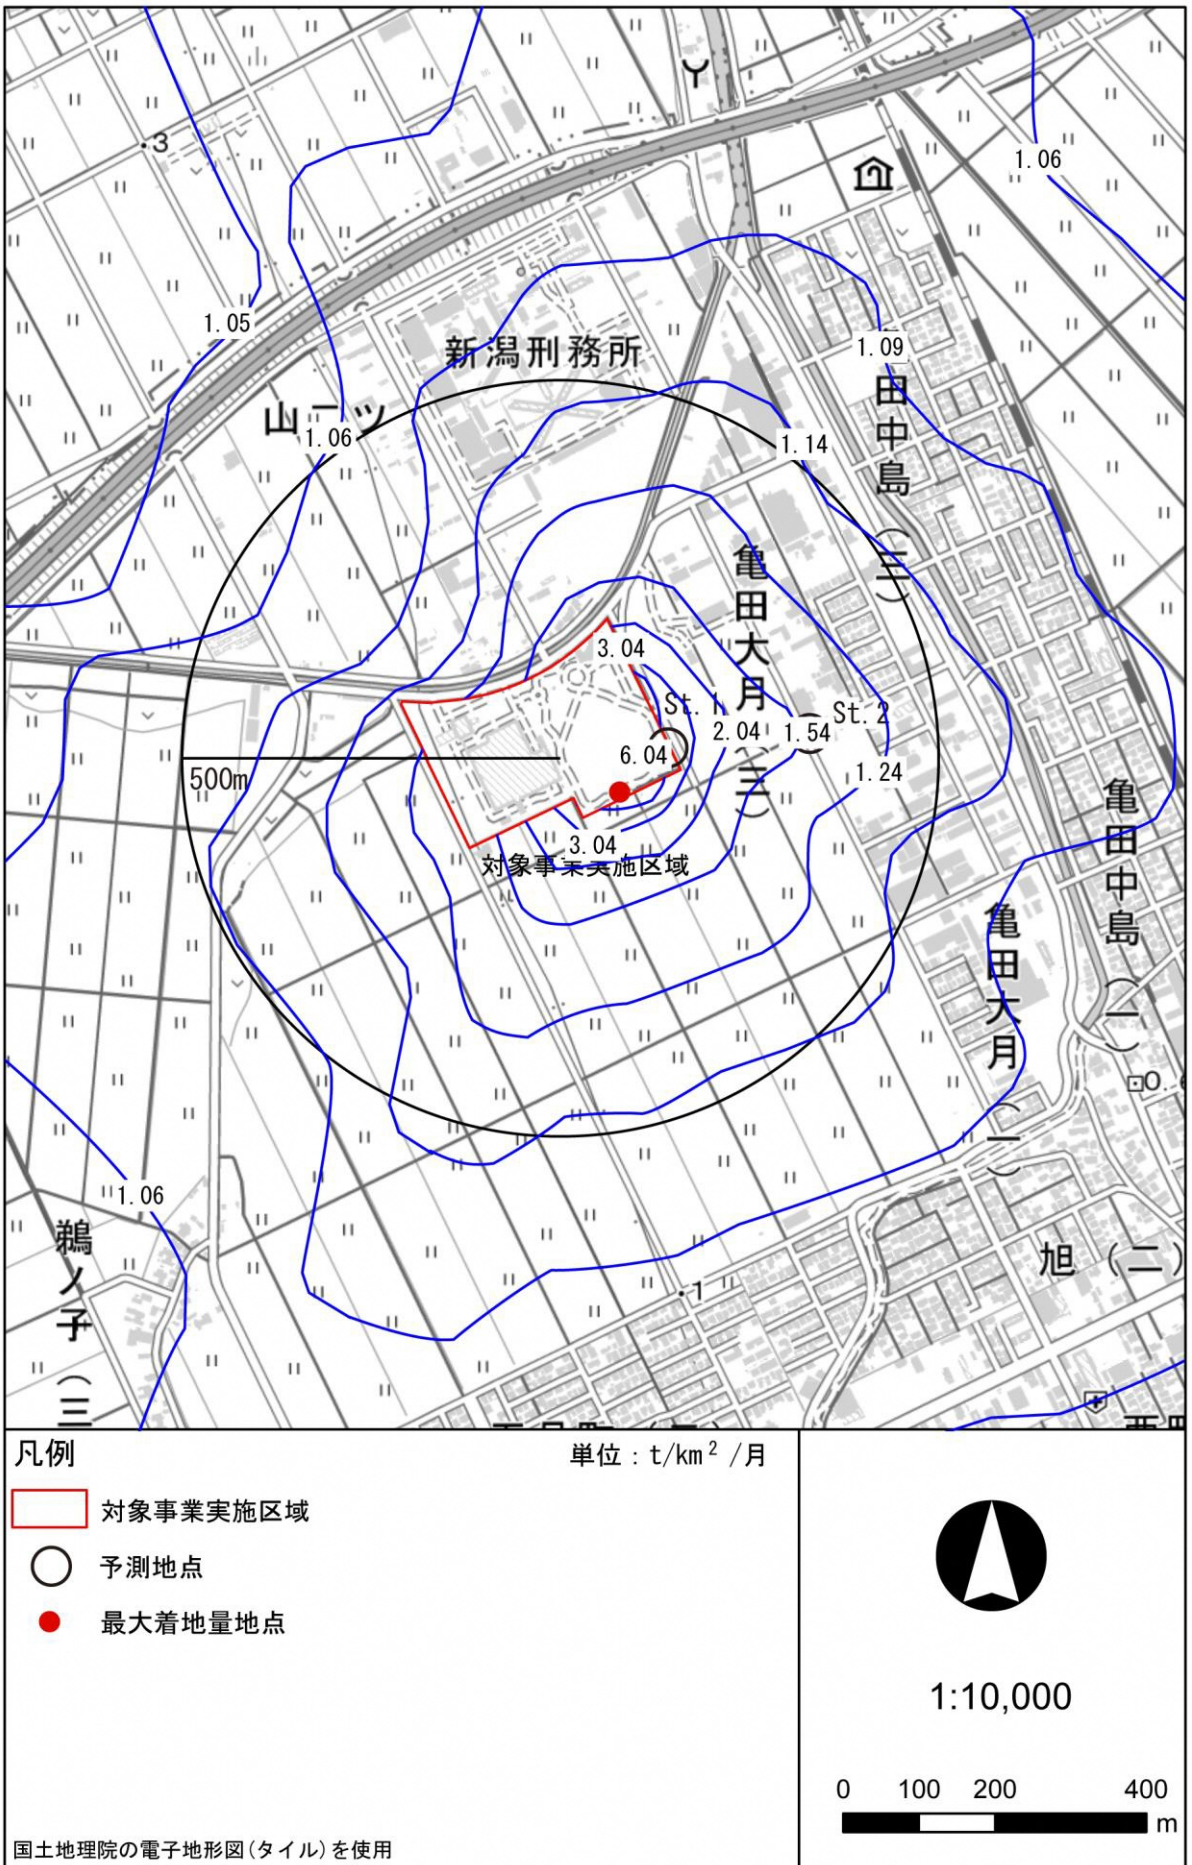 3
1.06
1.05
新潟刑務所
1.09
山二ツ
1.06
1.14
亀田中島（三）
亀田大月（三）
3.04
St.1
St.2
2.04
1.54
6.04
500m
1.24
3.04
対象事業実施区域
亀田中島（一）
亀田大月（一）
1.06
鵜ノ子（三
旭（二）
1
凡例
単位：t/km²/月
対象事業実施区域
予測地点
最大着地量地点
1:10,000
0 100 200 400
m
国土地理院の電子地形図(タイル)を使用